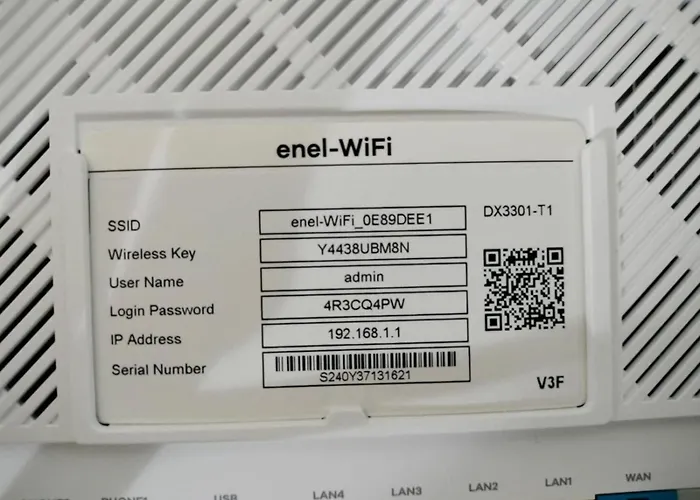 enel-WiFi
SSID enel-WiFi_0E89DEE1 DX3301-T1
Wireless Key Y4438UBM8N
User Name admin
Login Password 4R3CQ4PW
IP Address 192.168.1.1
Serial Number S240Y37131621
V3F
PHONE1 USB LAN4 LAN3 LAN2 LAN1 WAN